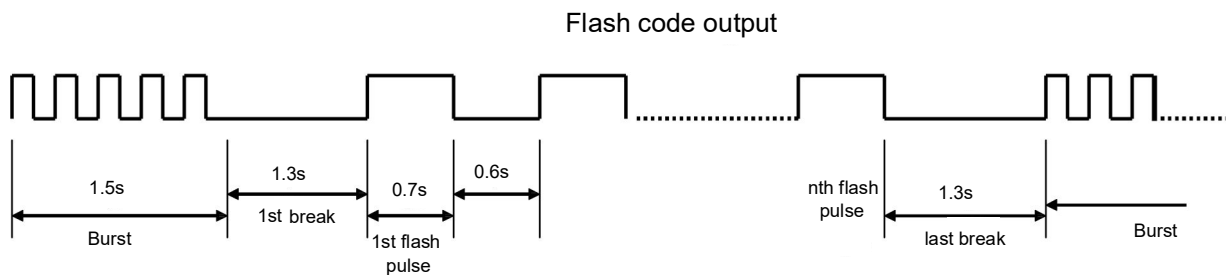 Flash code output
1.5s
1.3s
0.7s
0.6s
nth flash
pulse
1.3s
Burst
1st break
1st flash
pulse
last break
Burst